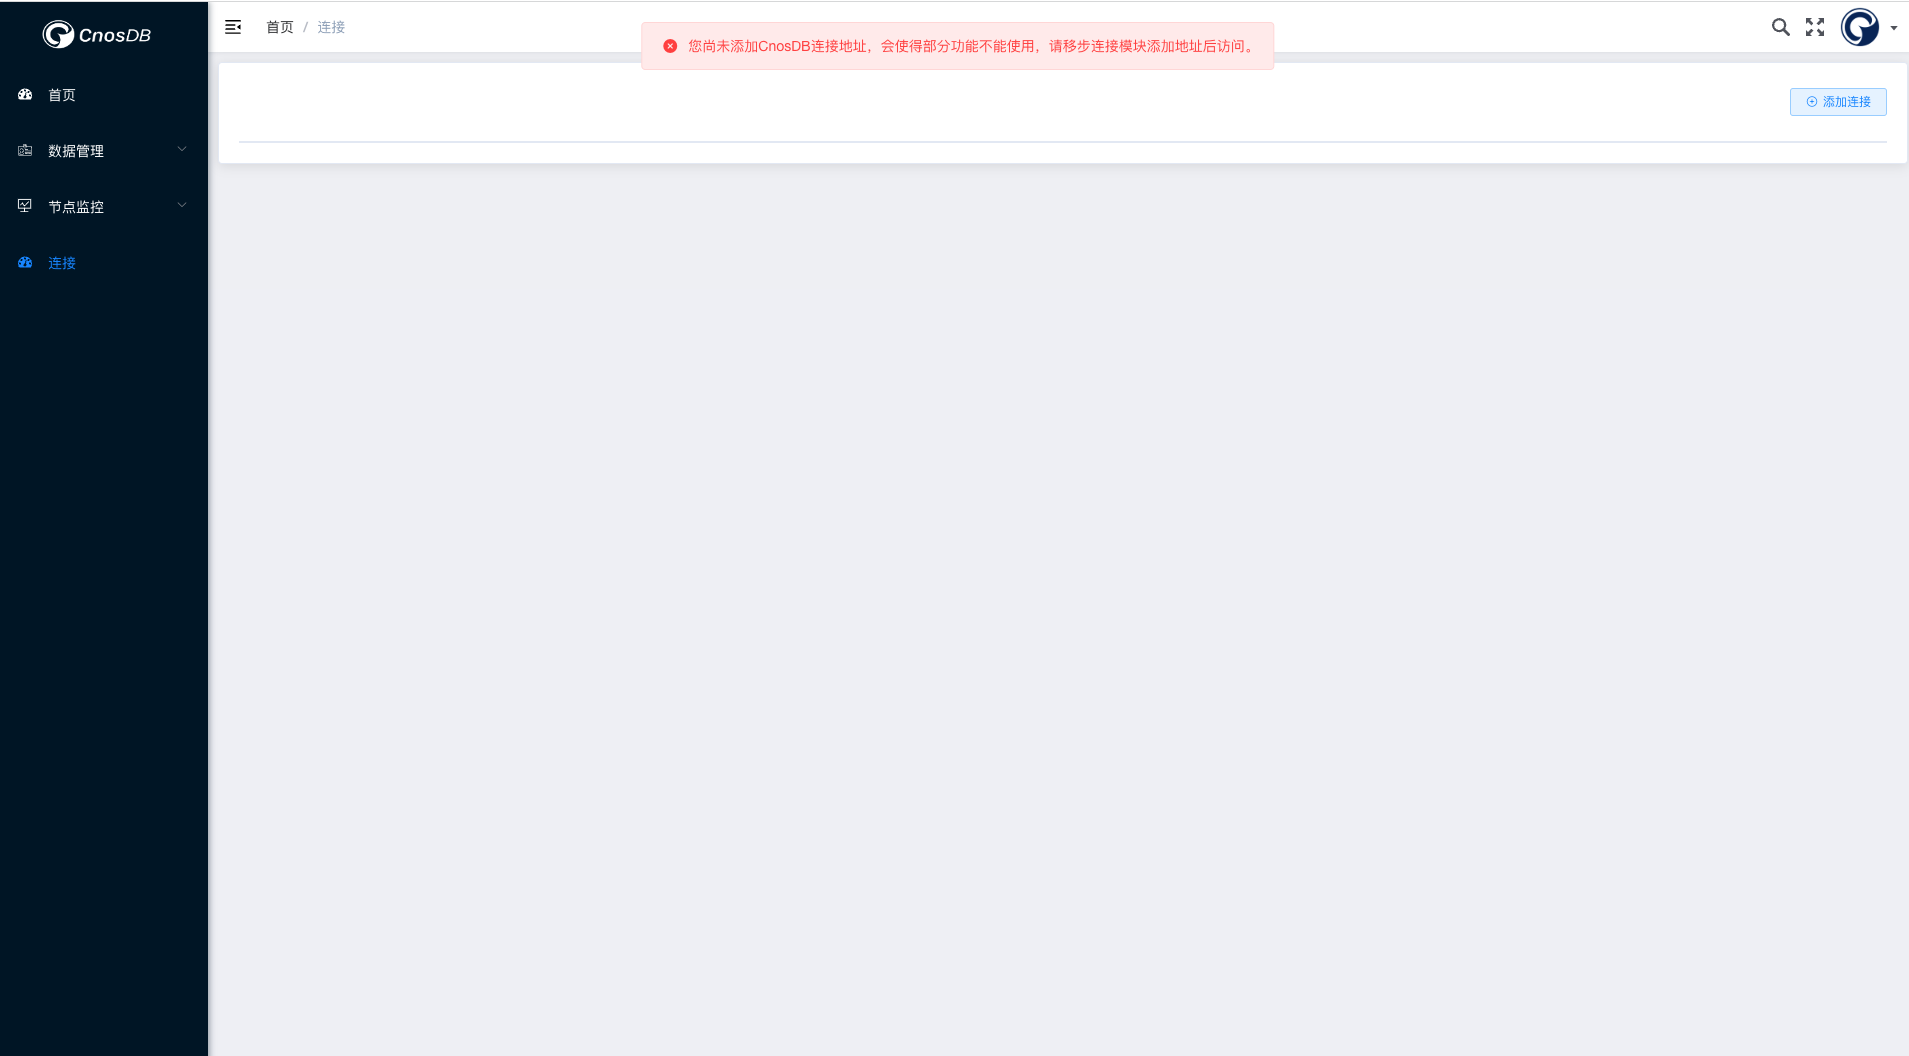 CnosDB
首页 / 连接
您尚未添加CnosDB连接地址，会使得部分功能不能使用，请移步连接模块添加地址后访问。
添加连接
首页
数据管理
节点监控
连接